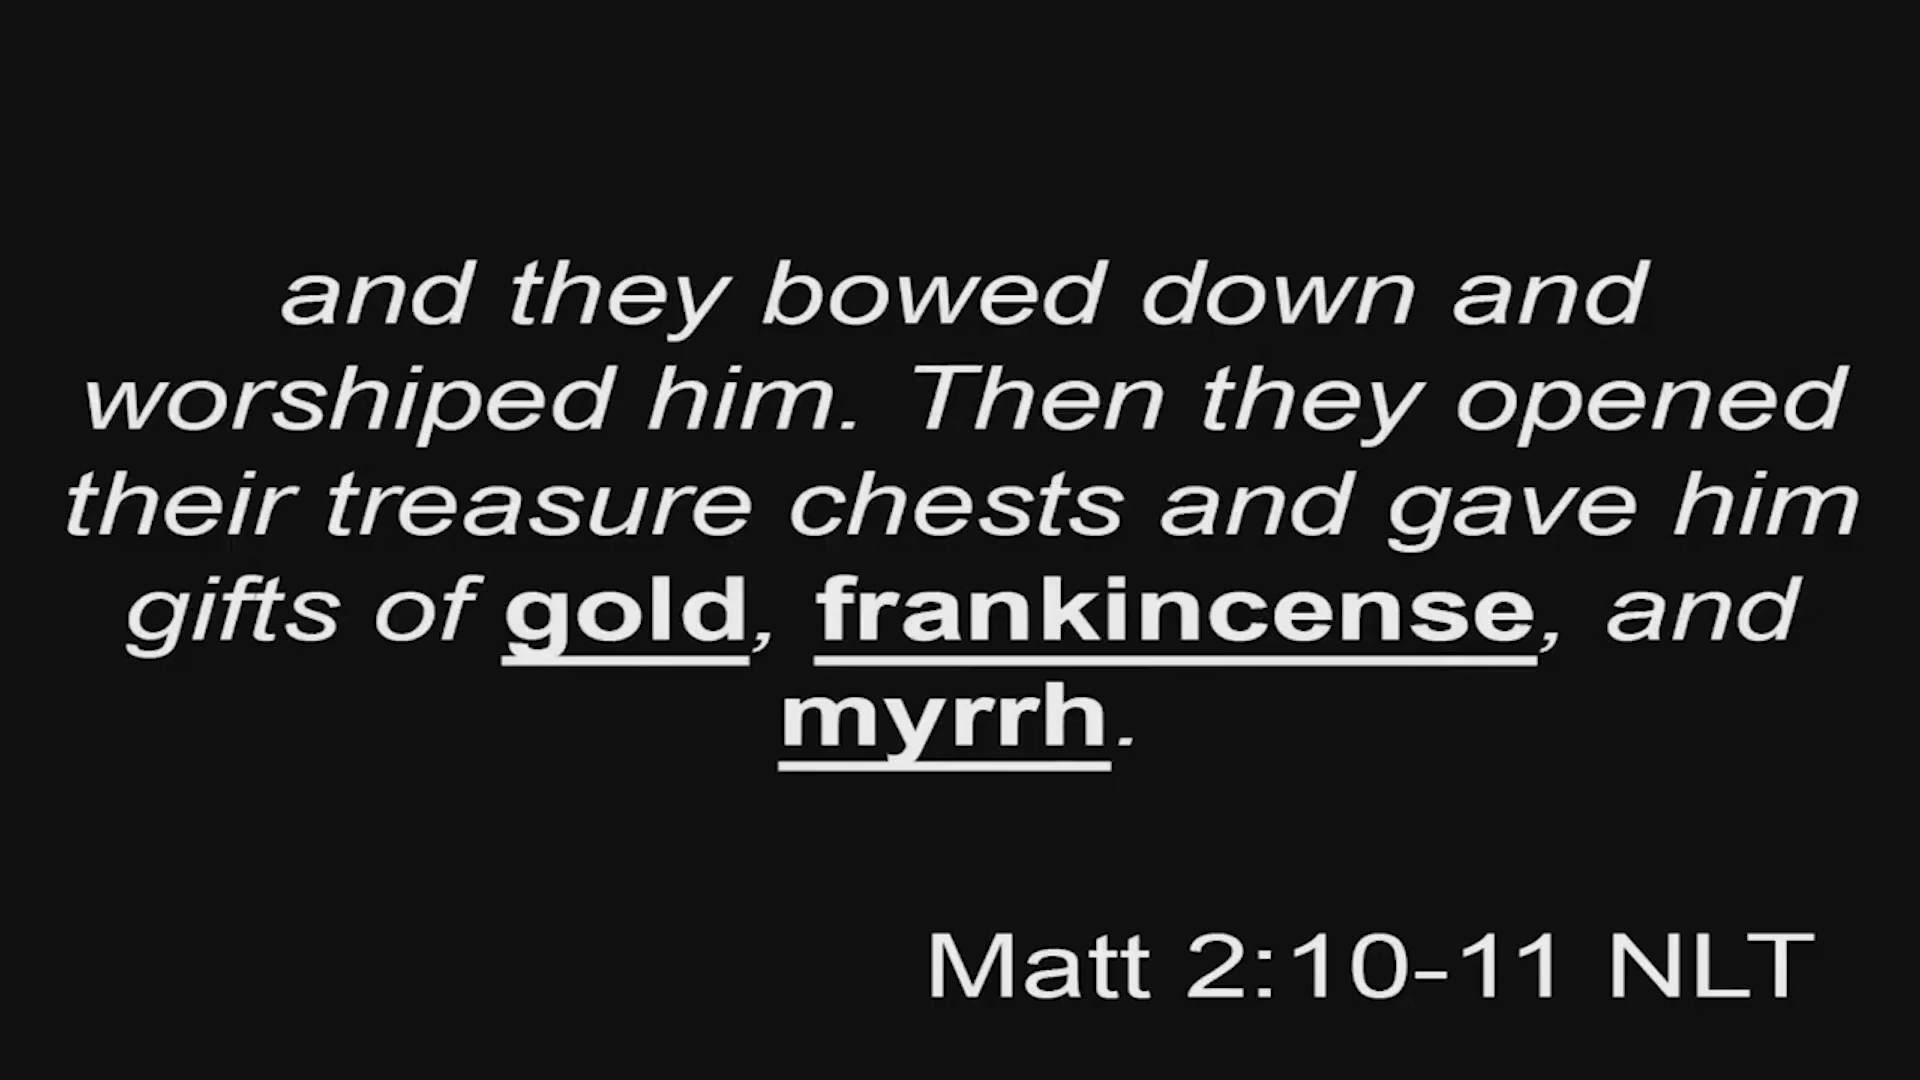 and they bowed down and
worshiped him. Then they opened
their treasure chests and gave him
gifts of gold, frankincense, and
myrrh.
Matt 2:10-11 NLT